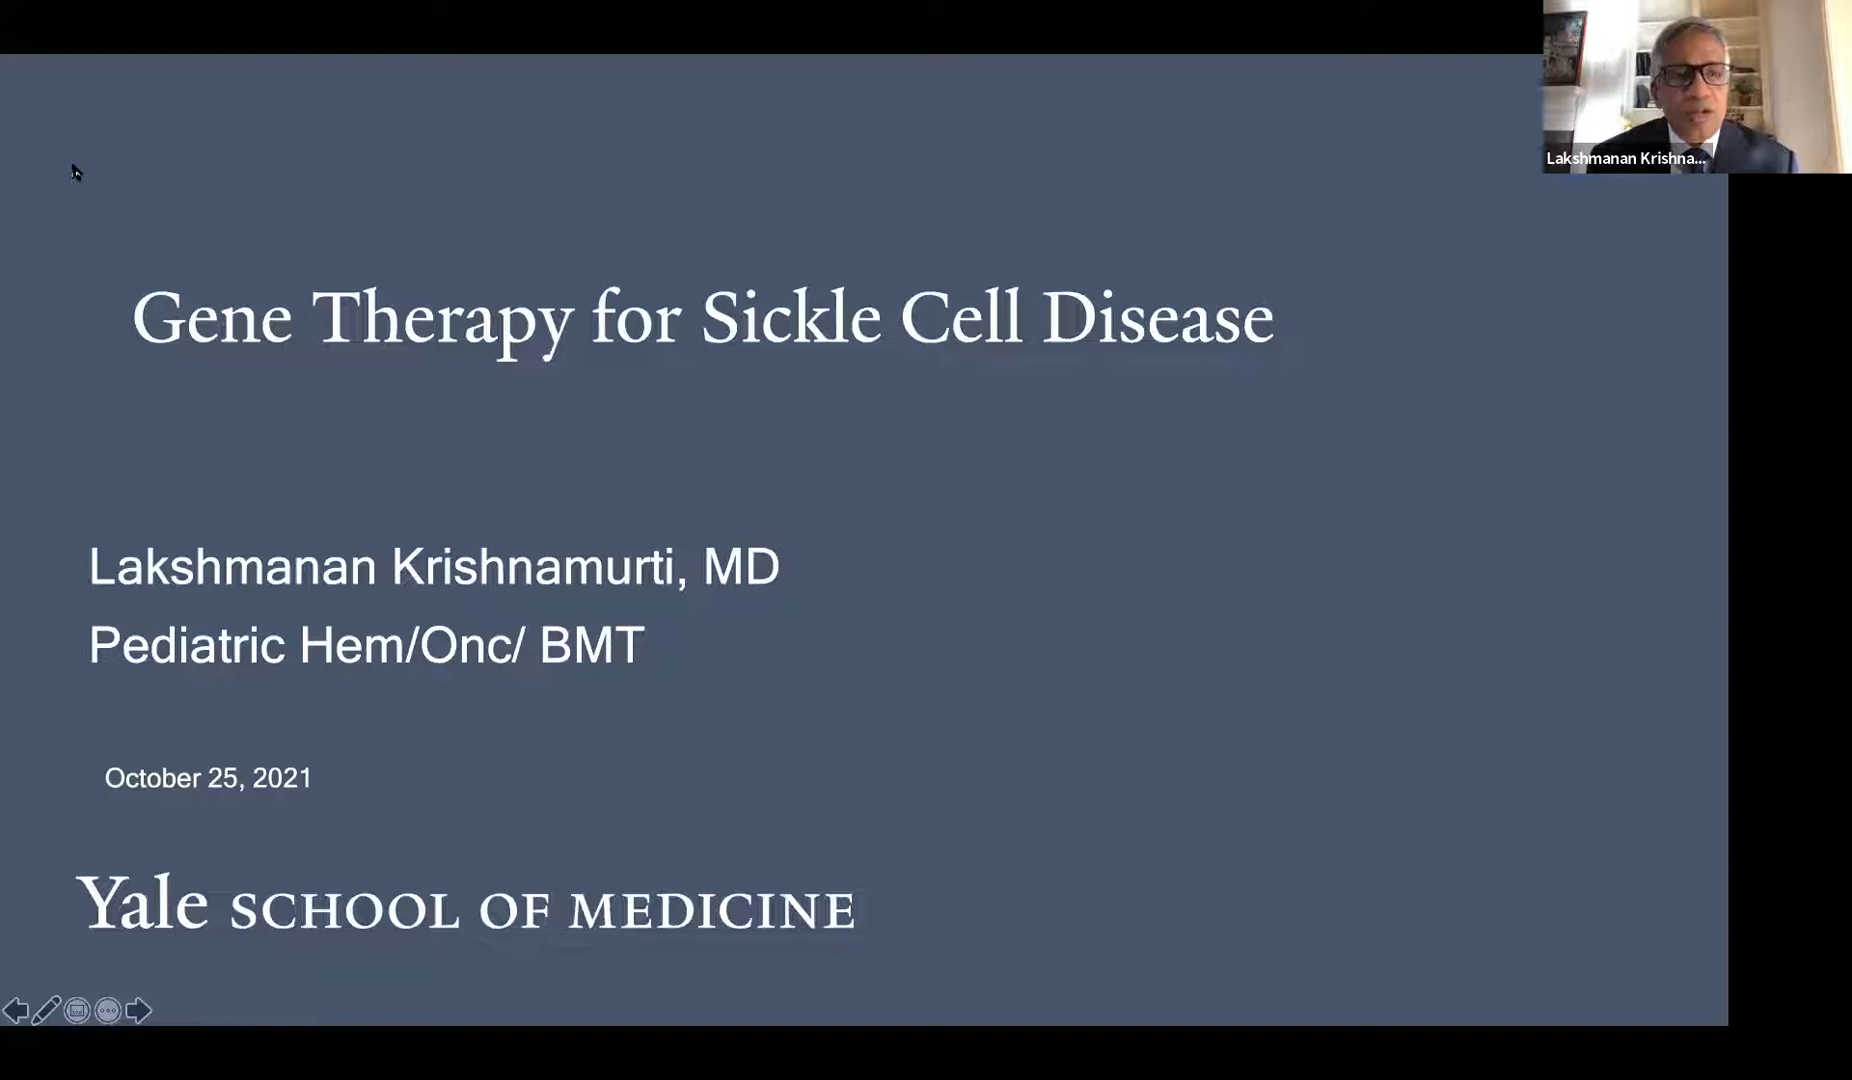 Lakshmanan Krishna...
Gene Therapy for Sickle Cell Disease
Lakshmanan Krishnamurti, MD
Pediatric Hem/Onc/ BMT
October 25, 2021
Yale SCHOOL OF MEDICINE